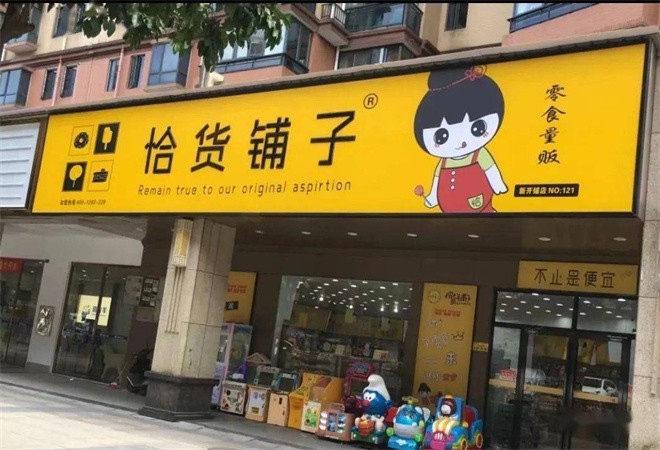 恰货铺子®
Remain true to our original aspirtion
零食量贩
新开铺店 NO:121
不止是便宜